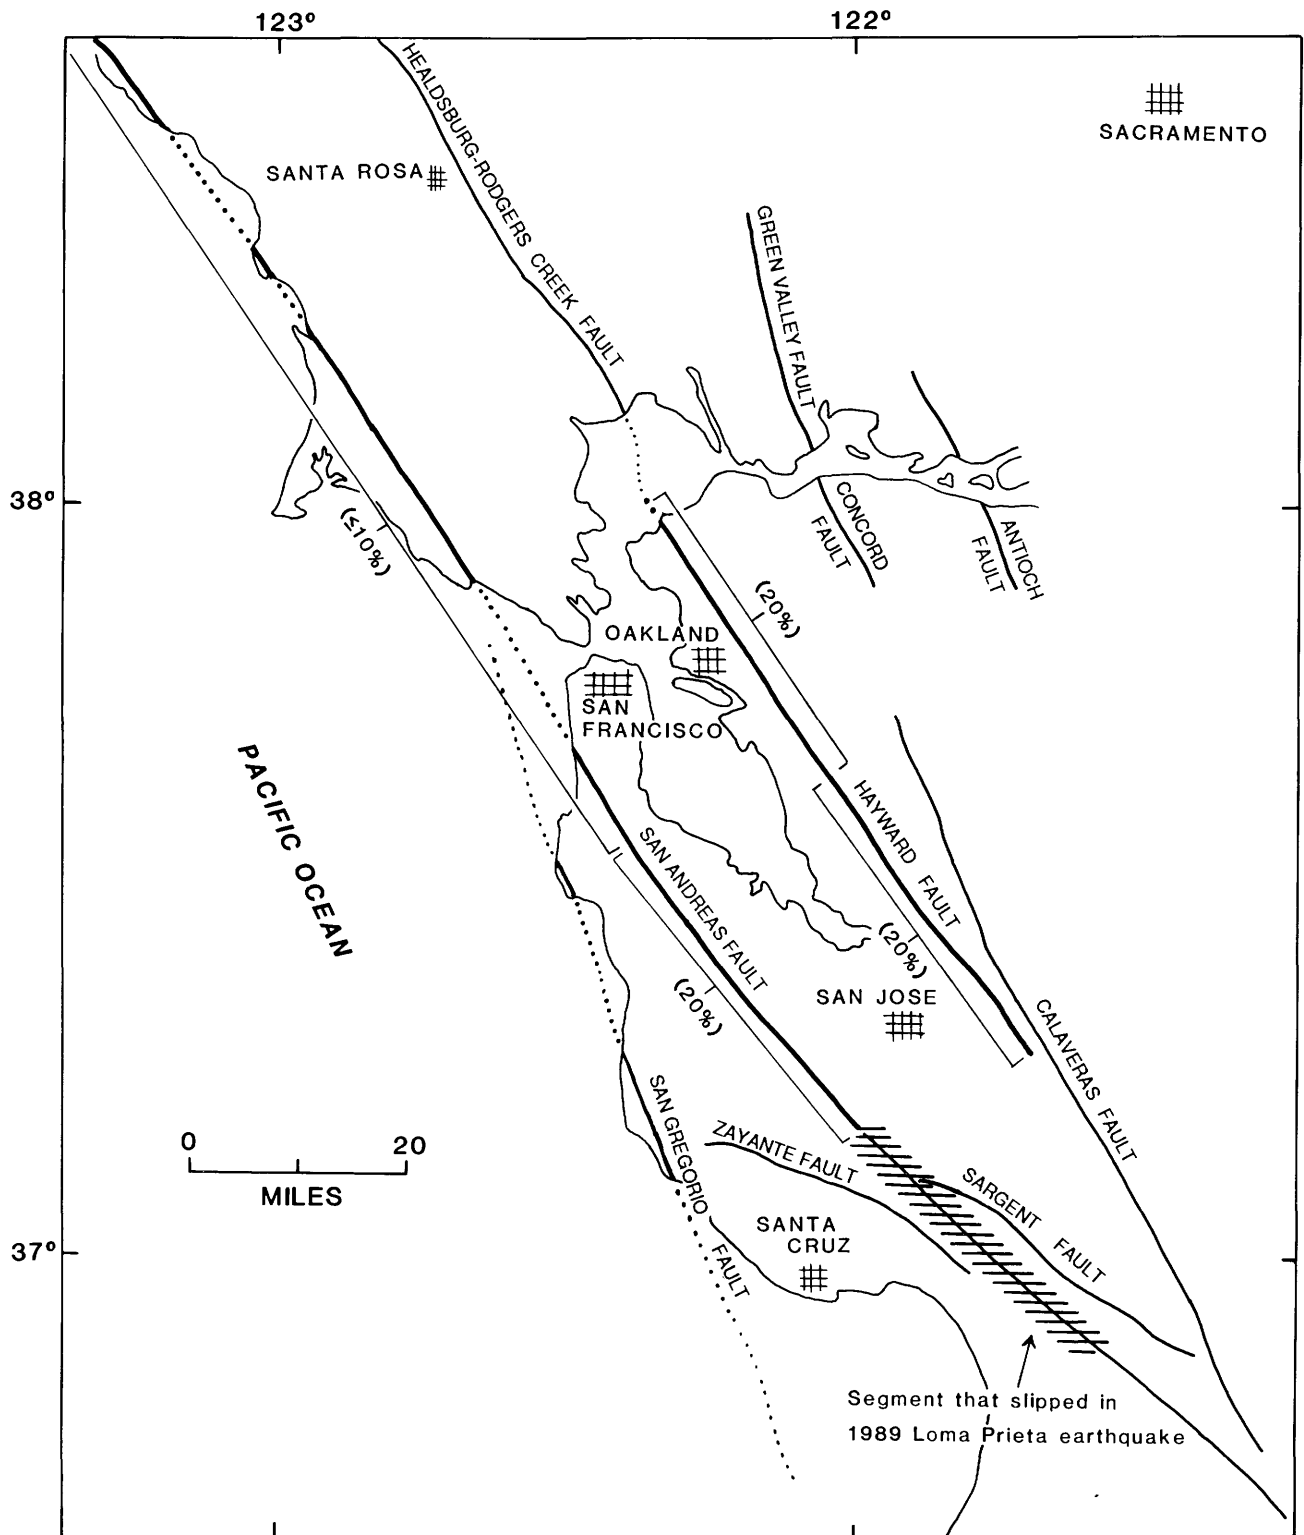 123°
122°
HEALDSBURG-RODGERS CREEK FAULT
SACRAMENTO
SANTA ROSA
GREEN VALLEY FAULT
38°
(≤10%)
CONCORD
FAULT
ANTIOCH
FAULT
(20%)
OAKLAND
SAN
FRANCISCO
PACIFIC OCEAN
HAYWARD FAULT
SAN ANDREAS FAULT
(20%)
(20%)
SAN JOSE
CALAVERAS FAULT
SAN GREGORIO FAULT
ZAYANTE FAULT
0 20
MILES
SARGENT FAULT
SANTA
CRUZ
37°
Segment that slipped in
1989 Loma Prieta earthquake